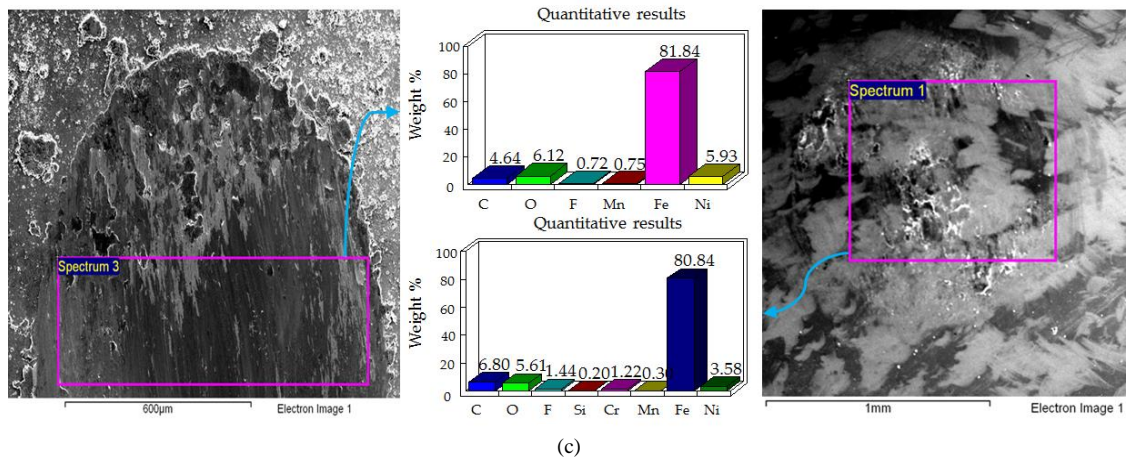 Spectrum 3
600µm
Electron Image 1
Quantitative results
Weight %
100
80
60
40
20
0
4.64
6.12
0.72
0.75
81.84
5.93
C O F Mn Fe Ni
Quantitative results
Weight %
100
80
60
40
20
0
6.80
5.61
1.44
0.20
1.22
0.30
80.84
3.58
C O F Si Cr Mn Fe Ni
Spectrum 1
1mm
Electron Image 1
(c)